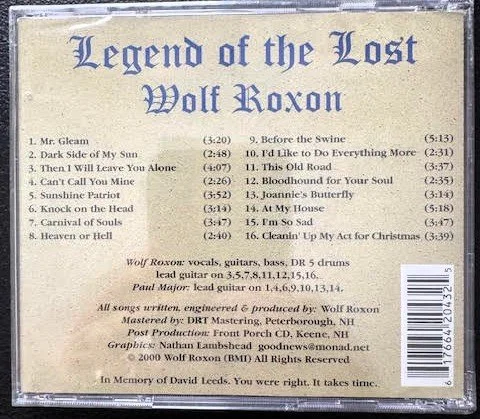 Legend of the Lost
Wolf Roxon
1. Mr. Gleam (3:20)
2. Dark Side of My Sun (2:48)
3. Then I Will Leave You Alone (4:07)
4. Can't Call You Mine (2:26)
5. Sunshine Patriot (3:52)
6. Knock on the Head (3:14)
7. Carnival of Souls (3:47)
8. Heaven or Hell (2:40)
9. Before the Swine (5:13)
10. I'd Like to Do Everything More (2:31)
11. This Old Road (3:37)
12. Bloodhound for Your Soul (2:35)
13. Joannie's Butterfly (3:14)
14. At My House (5:18)
15. I'm So Sad (3:47)
16. Cleanin' Up My Act for Christmas (3:39)
Wolf Roxon: vocals, guitars, bass, DR 5 drums
lead guitar on 3,5,7,8,11,12,15,16.
Paul Major: lead guitar on 1,4,6,9,10,13,14.
All songs written, engineered & produced by: Wolf Roxon
Mastered by: DRT Mastering, Peterborough, NH
Post Production: Front Porch CD, Keene, NH
Graphics: Nathan Lambshead goodnews@monad.net
© 2000 Wolf Roxon (BMI) All Rights Reserved
In Memory of David Leeds. You were right. It takes time.
6 17664 20432 5